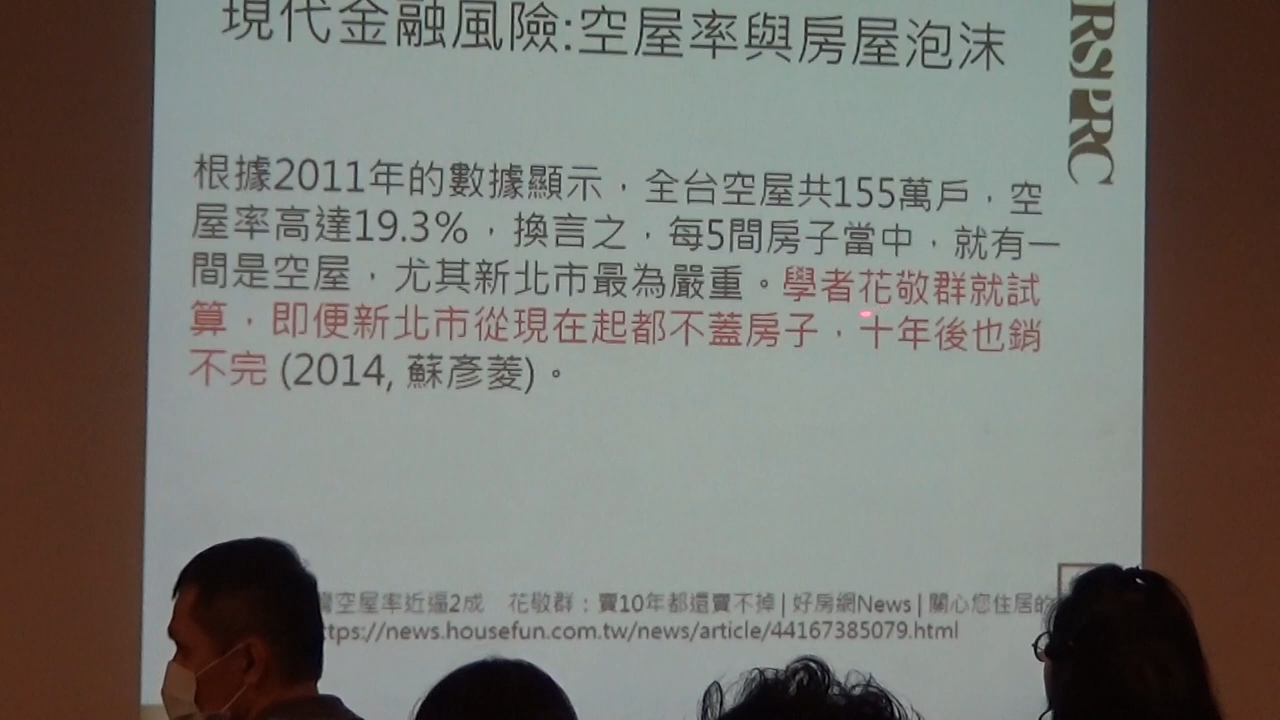 現代金融風險:空屋率與房屋泡沫
RSPRC
根據2011年的數據顯示，全台空屋共155萬戶，空
屋率高達19.3%，換言之，每5間房子當中，就有一
間是空屋，尤其新北市最為嚴重。學者花敬群就試
算，即便新北市從現在起都不蓋房子，十年後也銷
不完 (2014, 蘇彥菱)。
灣空屋率近逼2成 花敬群：賣10年都還賣不掉 | 好房網News | 關心您住居的
ttps://news.housefun.com.tw/news/article/44167385079.html